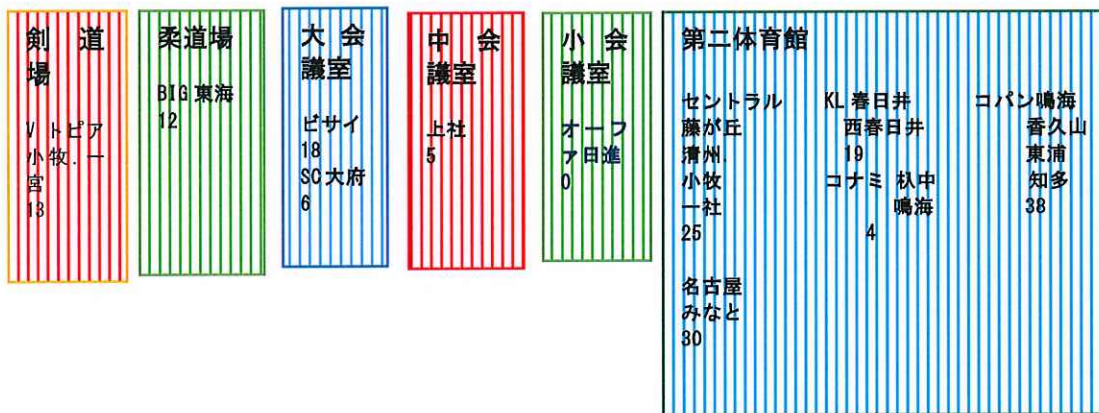 剣道
場
V トピア
小牧.一
宮
13
柔道場
BIG 東海
12
大会
議室
ビサイ
18
SC 大府
6
中会
議室
上社
5
小会
議室
オーフ
ァ日進
0
第二体育館
セントラル
藤が丘
清州.
小牧
一社
25
名古屋
みなと
30
KL 春日井
西春日井
19
コナミ 杁中
鳴海
4
コパン鳴海
香久山
東浦
知多
38